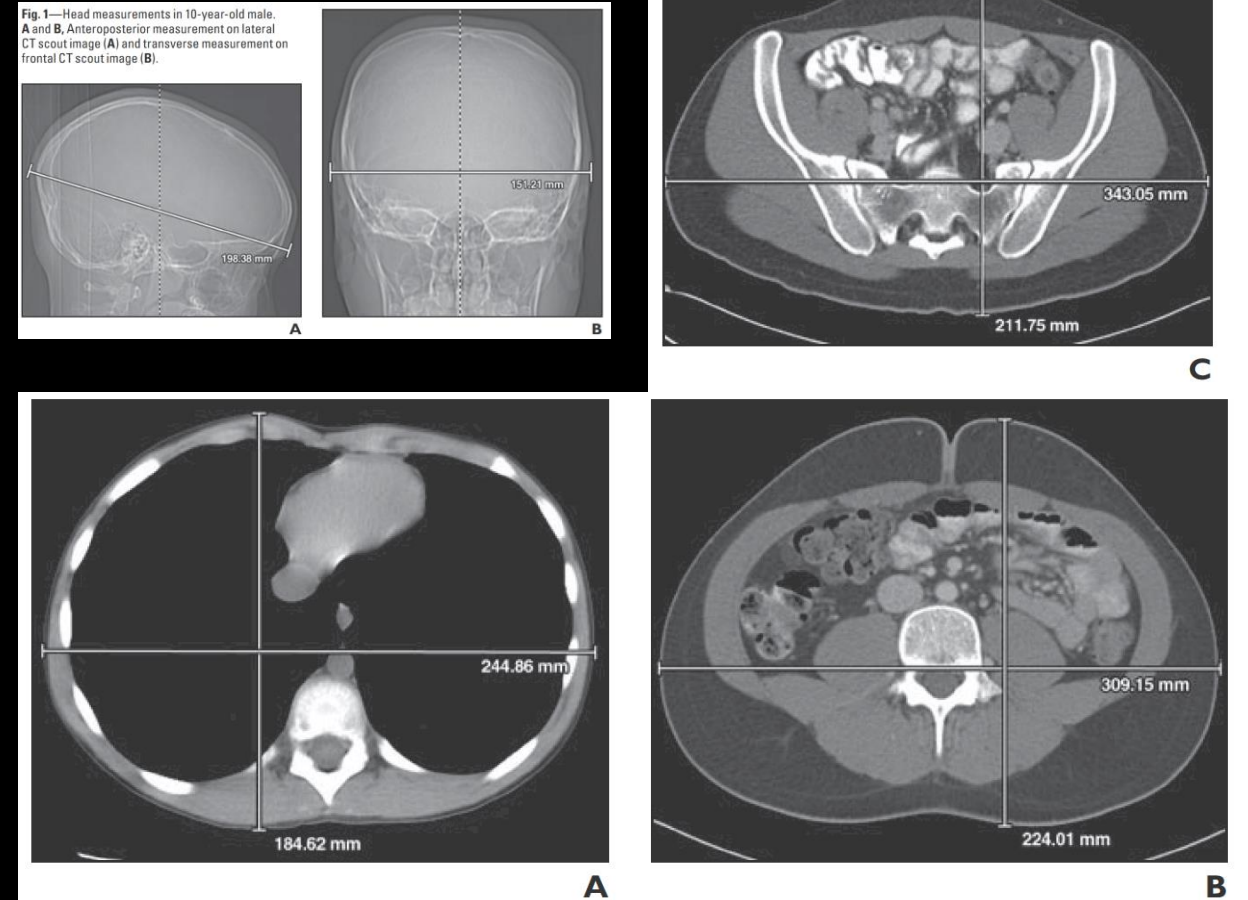 Fig. 1—Head measurements in 10-year-old male.
A and B, Anteroposterior measurement on lateral
CT scout image (A) and transverse measurement on
frontal CT scout image (B).
198.38 mm
A
151.21 mm
B
343.05 mm
211.75 mm
C
244.86 mm
184.62 mm
A
309.15 mm
224.01 mm
B